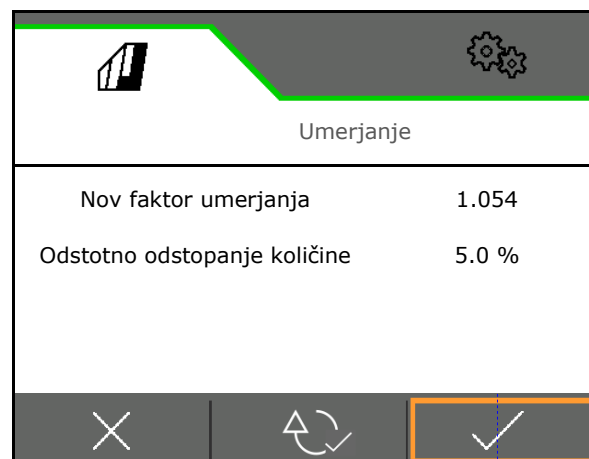 Umerjanje
Nov faktor umerjanja 1.054
Odstotno odstopanje količine 5.0 %